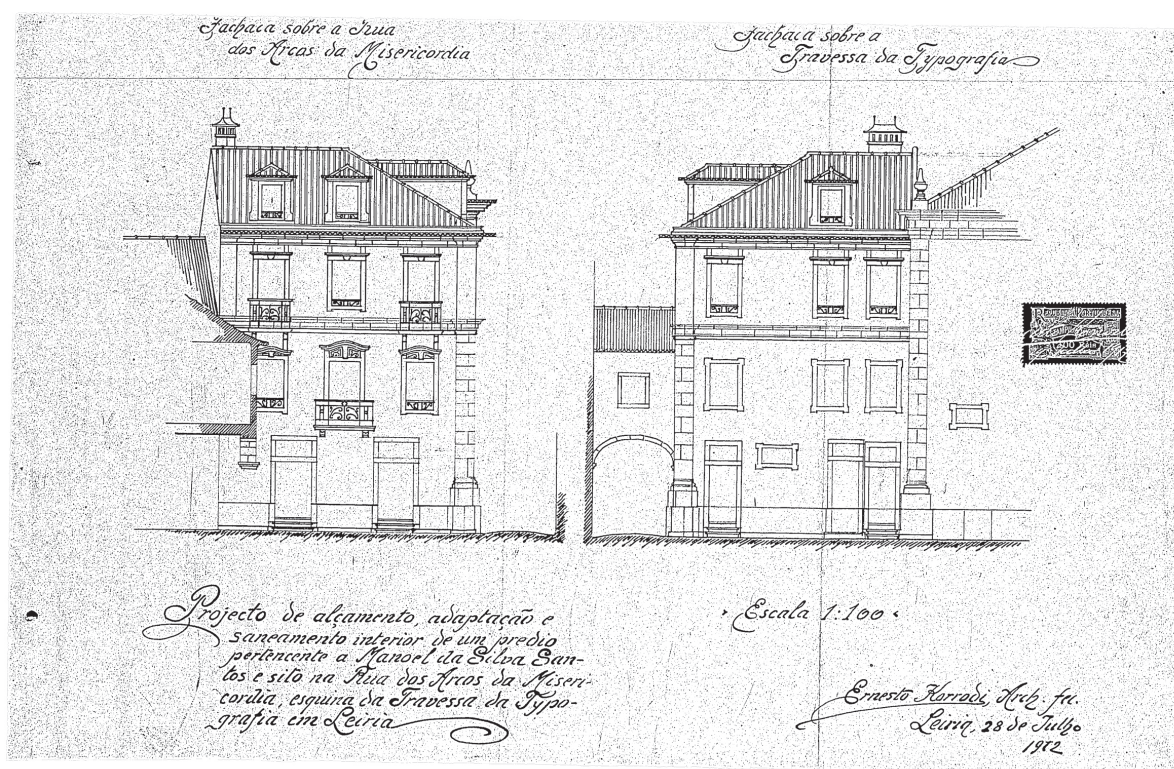 Fachada sobre a Rua
dos Arcos da Misericordia
Fachada sobre a
Travessa da Typografia
Projecto de alçamento, adaptação e
saneamento interior de um predio
pertencente a Manoel da Silva San-
tos e sito na Rua dos Arcos da Miseri-
cordia, esquina da Travessa da Typo-
grafia em Leiria
Escala 1:100
Ernesto Korrodi, Arch. fec.
Leiria, 28 de Julho
1912